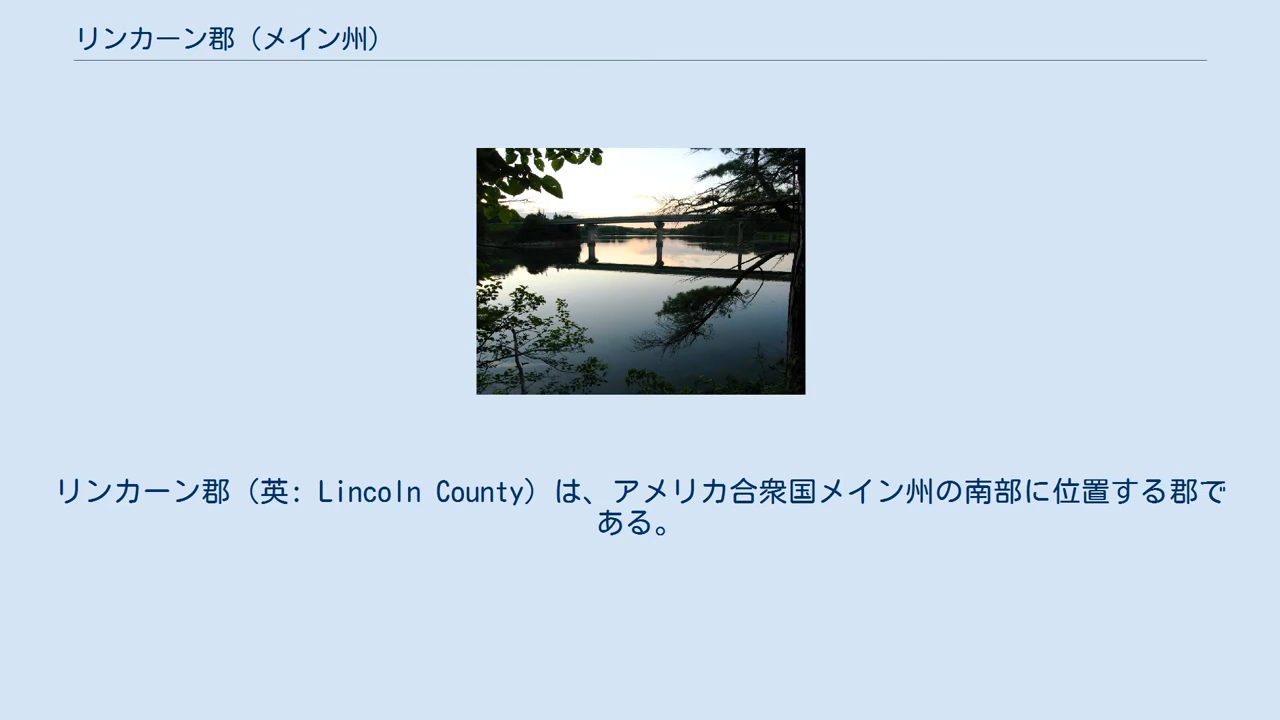 リンカーン郡（メイン州）
リンカーン郡（英: Lincoln County）は、アメリカ合衆国メイン州の南部に位置する郡で
ある。